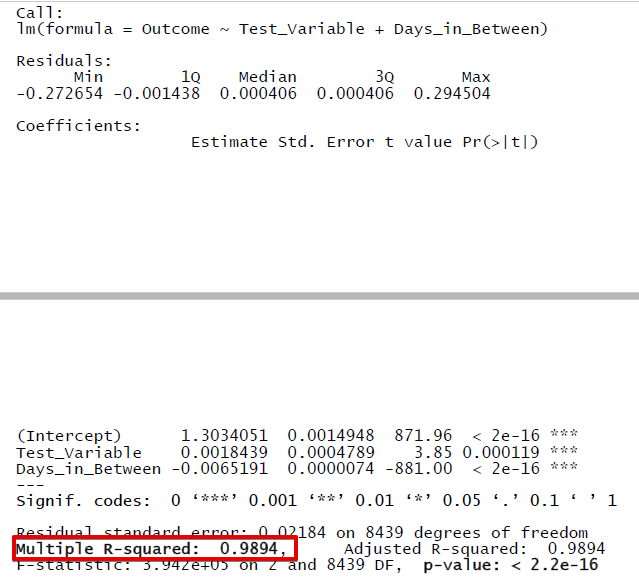 Call:
lm(formula = Outcome ~ Test_Variable + Days_in_Between)
Residuals:
Min 1Q Median 3Q Max
-0.272654 -0.001438 0.000406 0.000406 0.294504
Coefficients:
Estimate Std. Error t value Pr(>|t|)
(Intercept) 1.3034051 0.0014948 871.96 < 2e-16 ***
Test_Variable 0.0018439 0.0004789 3.85 0.000119 ***
Days_in_Between -0.0065191 0.0000074 -881.00 < 2e-16 ***
---
Signif. codes: 0 ‘***’ 0.001 ‘**’ 0.01 ‘*’ 0.05 ‘.’ 0.1 ‘ ’ 1
Residual standard error: 0.02184 on 8439 degrees of freedom
Multiple R-squared: 0.9894, Adjusted R-squared: 0.9894
F-statistic: 3.942e+05 on 2 and 8439 DF, p-value: < 2.2e-16